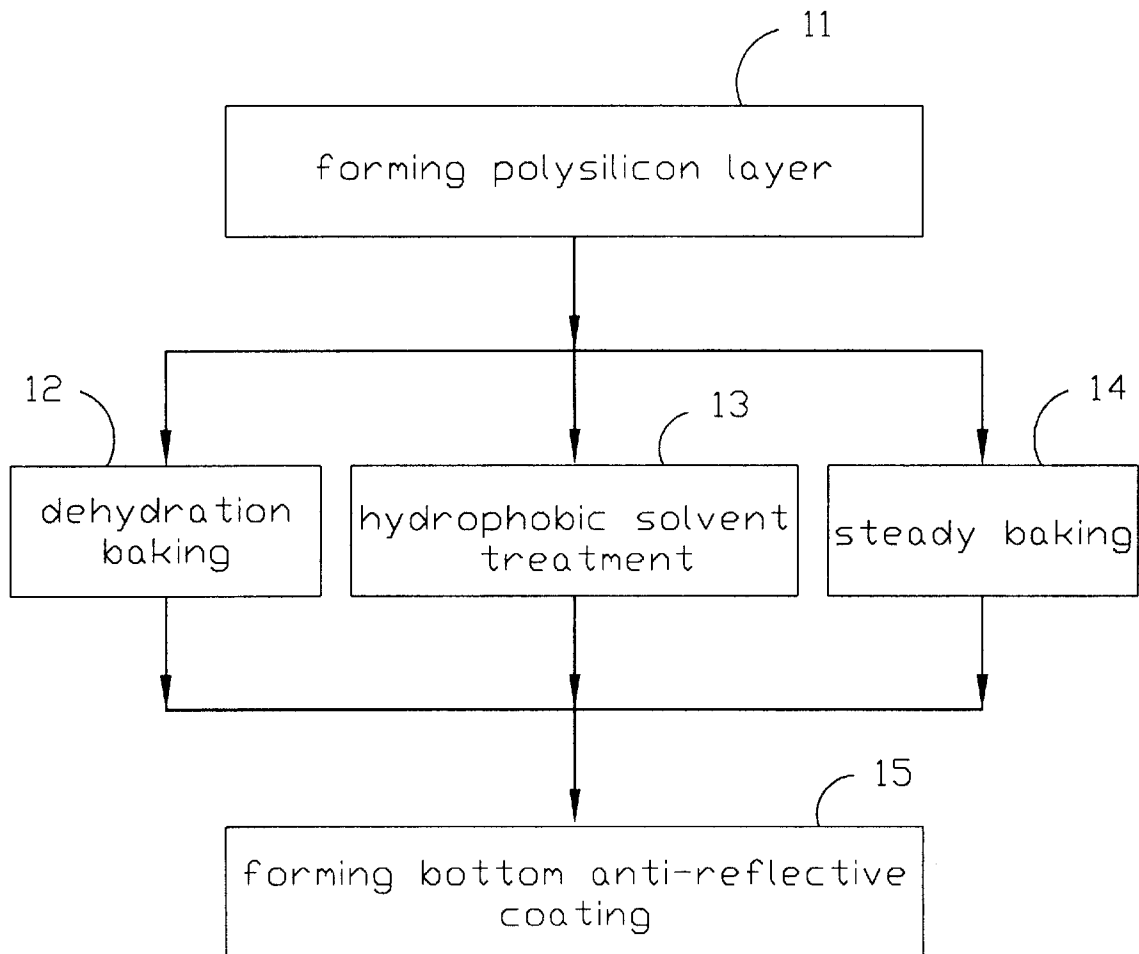 11
forming polysilicon layer
12
13
14
dehydration
baking
hydrophobic solvent
treatment
steady baking
15
forming bottom anti-reflective
coating